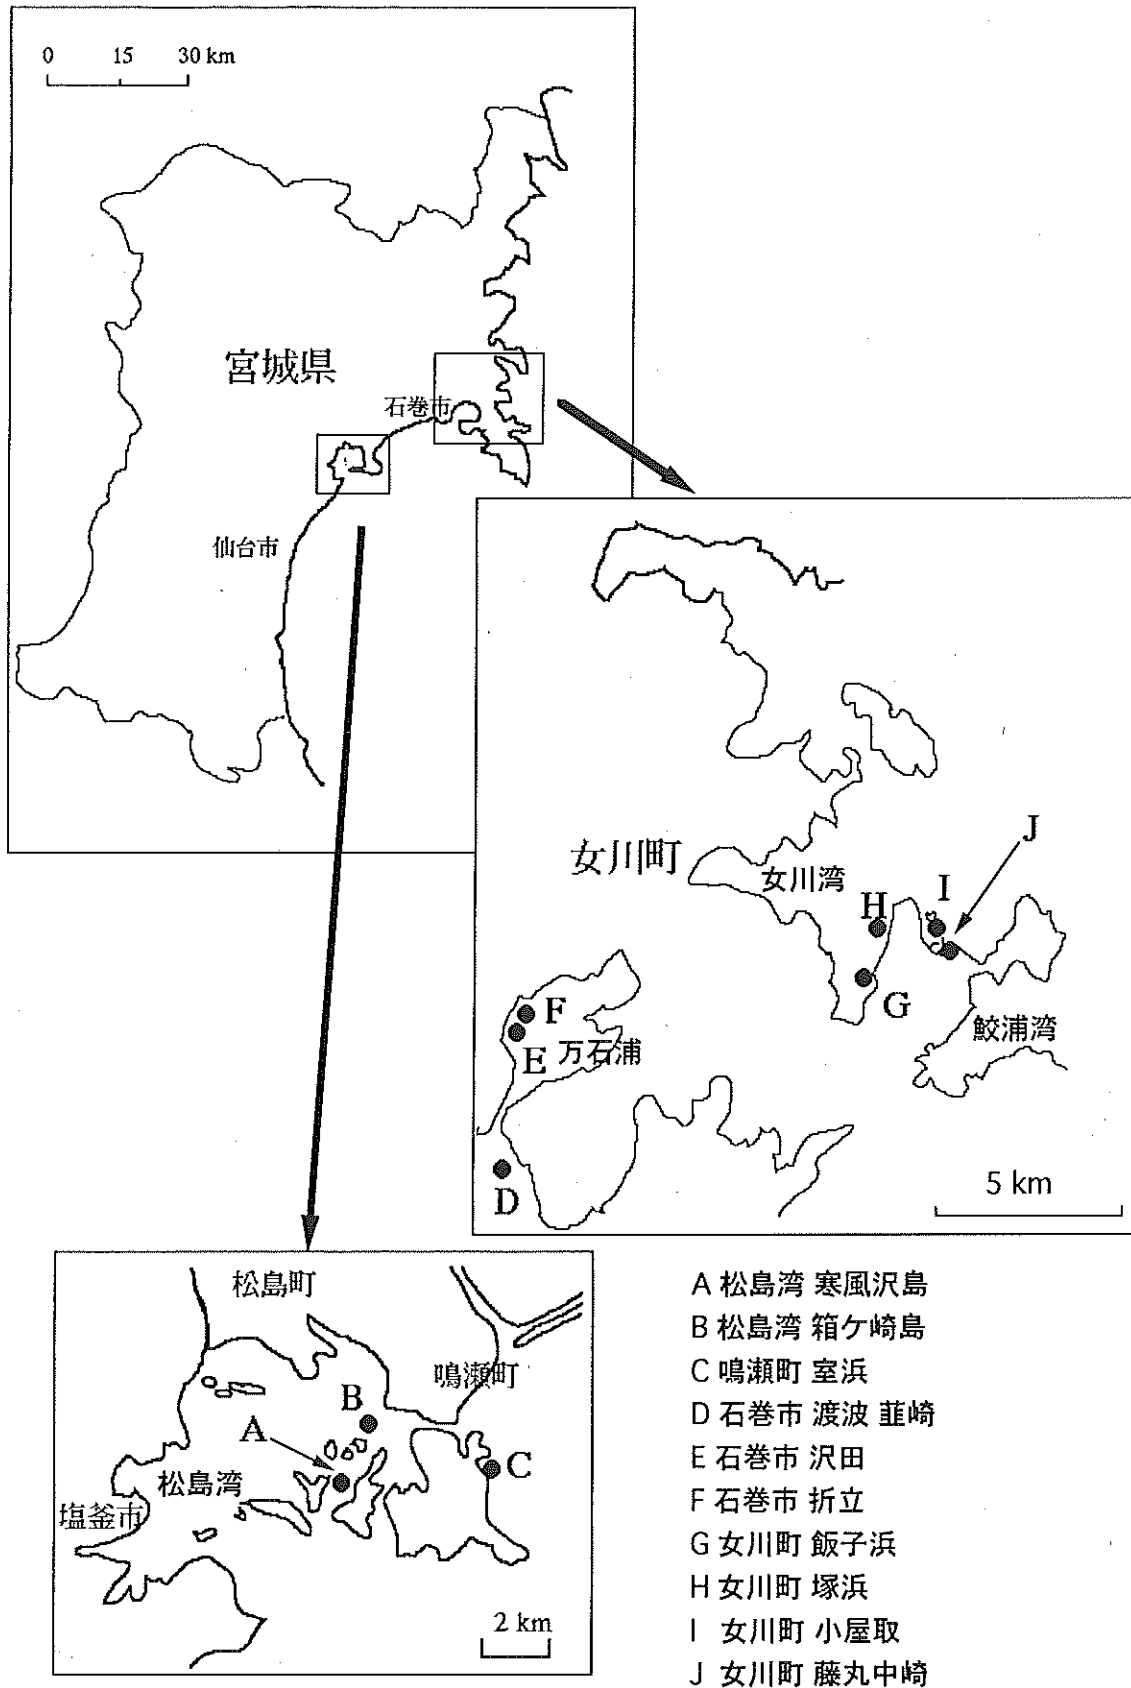 0 15 30 km
宮城県
石巻市
仙台市
女川町
女川湾
J
I
H
G
鮫浦湾
F
E 万石浦
D
5 km
松島町
鳴瀬町
B
A
C
松島湾
塩釜市
2 km
A 松島湾 寒風沢島
B 松島湾 箱ケ崎島
C 鳴瀬町 室浜
D 石巻市 渡波 韮崎
E 石巻市 沢田
F 石巻市 折立
G 女川町 飯子浜
H 女川町 塚浜
I 女川町 小屋取
J 女川町 藤丸中崎